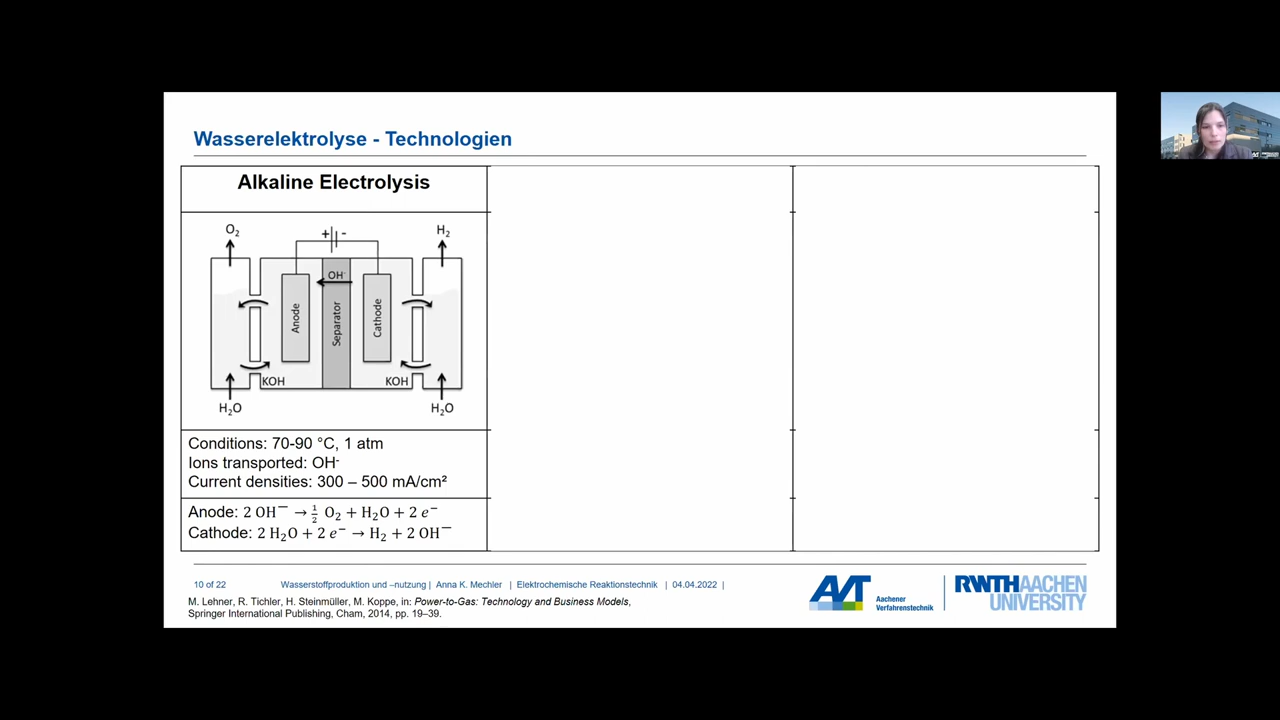 Wasserelektrolyse - Technologien
Alkaline Electrolysis
O₂
+ -
H₂
OH⁻
Anode
Separator
Cathode
KOH
KOH
H₂O
H₂O
Conditions: 70-90 °C, 1 atm
Ions transported: OH⁻
Current densities: 300 – 500 mA/cm²
Anode: 2 OH⁻ → ½ O₂ + H₂O + 2 e⁻
Cathode: 2 H₂O + 2 e⁻ → H₂ + 2 OH⁻
10 of 22 Wasserstoffproduktion und –nutzung | Anna K. Mechler | Elektrochemische Reaktionstechnik | 04.04.2022 |
M. Lehner, R. Tichler, H. Steinmüller, M. Koppe, in: Power-to-Gas: Technology and Business Models,
Springer International Publishing, Cham, 2014, pp. 19–39.
AVT
Aachener
Verfahrenstechnik
RWTH AACHEN
UNIVERSITY